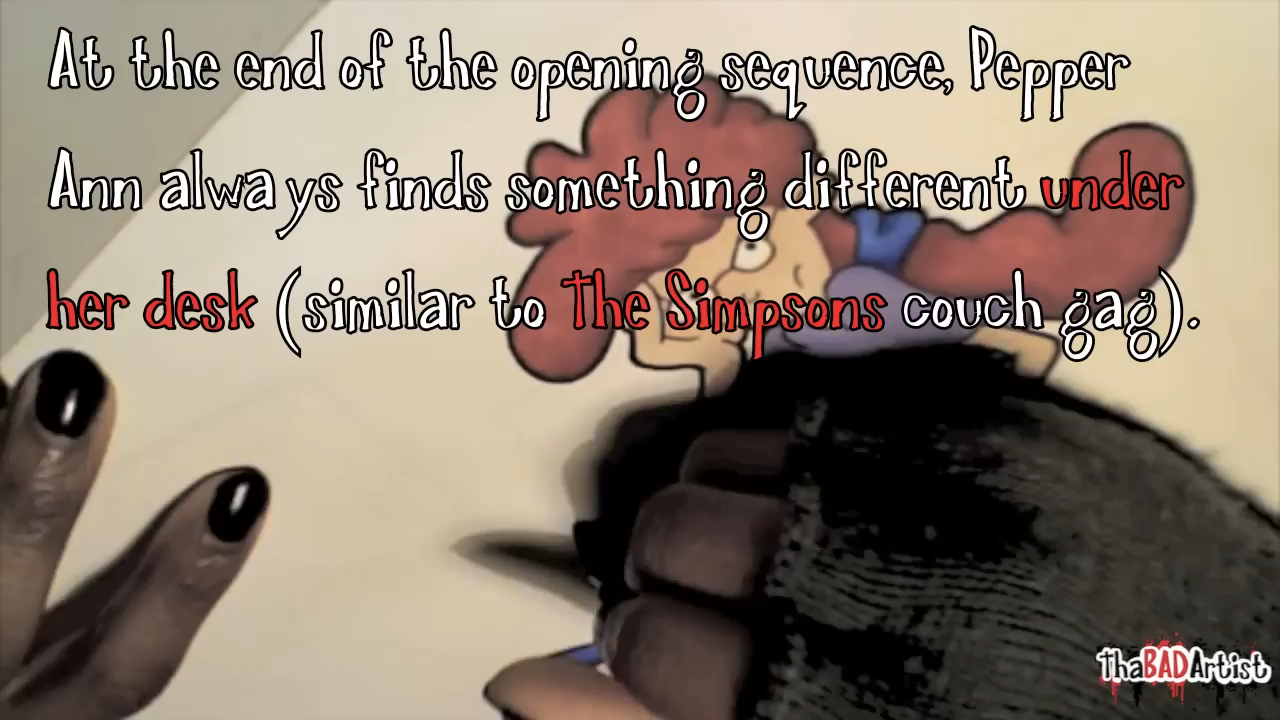 At the end of the opening sequence, Pepper
Ann always finds something different under
her desk (similar to The Simpsons couch gag).
ThaBADArtist